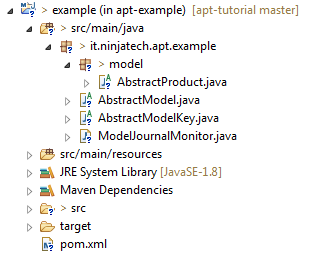 > example (in apt-example) [apt-tutorial master]
> src/main/java
> it.ninjatech.apt.example
> model
AbstractProduct.java
AbstractModel.java
AbstractModelKey.java
ModelJournalMonitor.java
src/main/resources
JRE System Library [JavaSE-1.8]
Maven Dependencies
> src
target
pom.xml